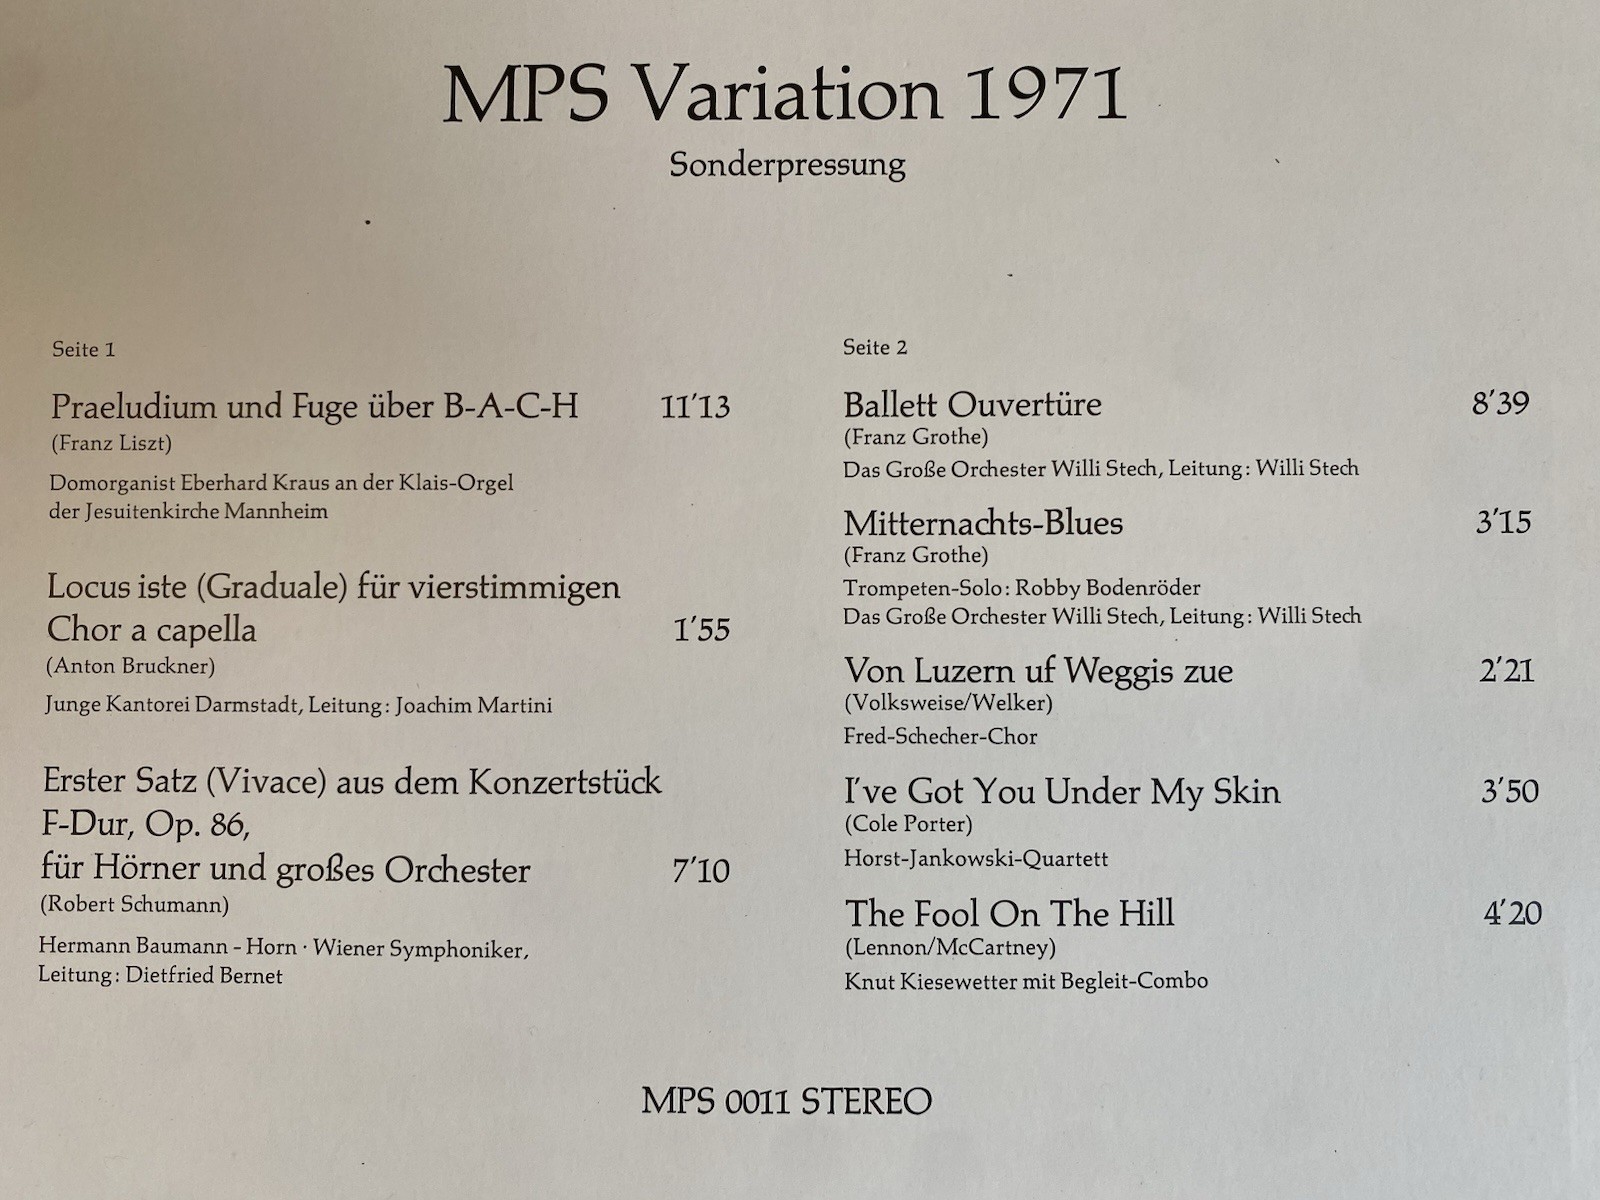 MPS Variation 1971
Sonderpressung
Seite 1
Praeludium und Fuge über B-A-C-H 11'13
(Franz Liszt)
Domorganist Eberhard Kraus an der Klais-Orgel
der Jesuitenkirche Mannheim
Locus iste (Graduale) für vierstimmigen
Chor a capella 1'55
(Anton Bruckner)
Junge Kantorei Darmstadt, Leitung: Joachim Martini
Erster Satz (Vivace) aus dem Konzertstück
F-Dur, Op. 86,
für Hörner und großes Orchester 7'10
(Robert Schumann)
Hermann Baumann - Horn · Wiener Symphoniker,
Leitung: Dietfried Bernet
Seite 2
Ballett Ouvertüre 8'39
(Franz Grothe)
Das Große Orchester Willi Stech, Leitung: Willi Stech
Mitternachts-Blues 3'15
(Franz Grothe)
Trompeten-Solo: Robby Bodenröder
Das Große Orchester Willi Stech, Leitung: Willi Stech
Von Luzern uf Weggis zue 2'21
(Volksweise/Welker)
Fred-Schecher-Chor
I've Got You Under My Skin 3'50
(Cole Porter)
Horst-Jankowski-Quartett
The Fool On The Hill 4'20
(Lennon/McCartney)
Knut Kiesewetter mit Begleit-Combo
MPS 0011 STEREO